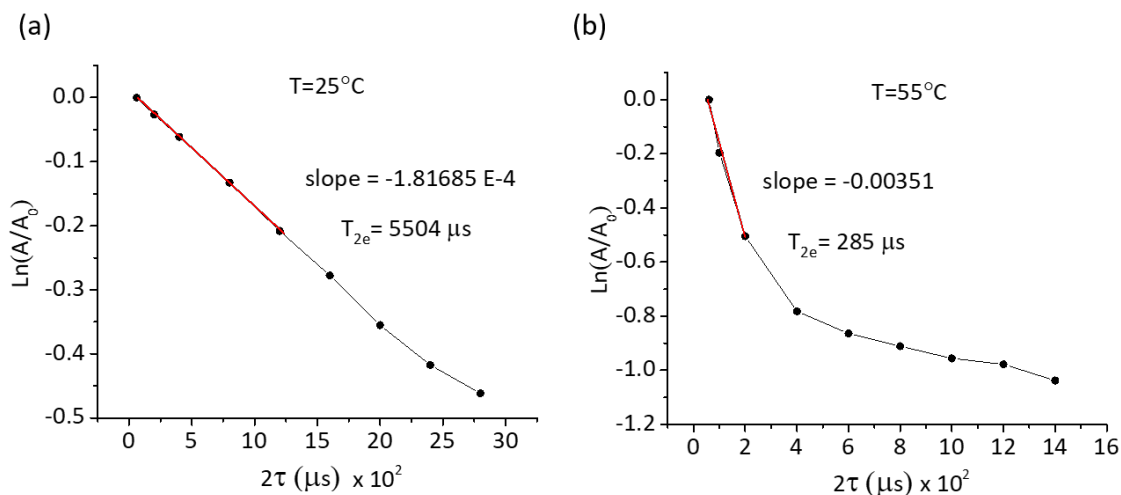 (a)
T=25°C
slope = -1.81685 E-4
T2e= 5504 μs
Ln(A/A0)
0.0
-0.1
-0.2
-0.3
-0.4
-0.5
0 5 10 15 20 25 30
2τ (μs) x 10²
(b)
T=55°C
slope = -0.00351
T2e= 285 μs
Ln(A/A0)
0.0
-0.2
-0.4
-0.6
-0.8
-1.0
-1.2
0 2 4 6 8 10 12 14 16
2τ (μs) x 10²